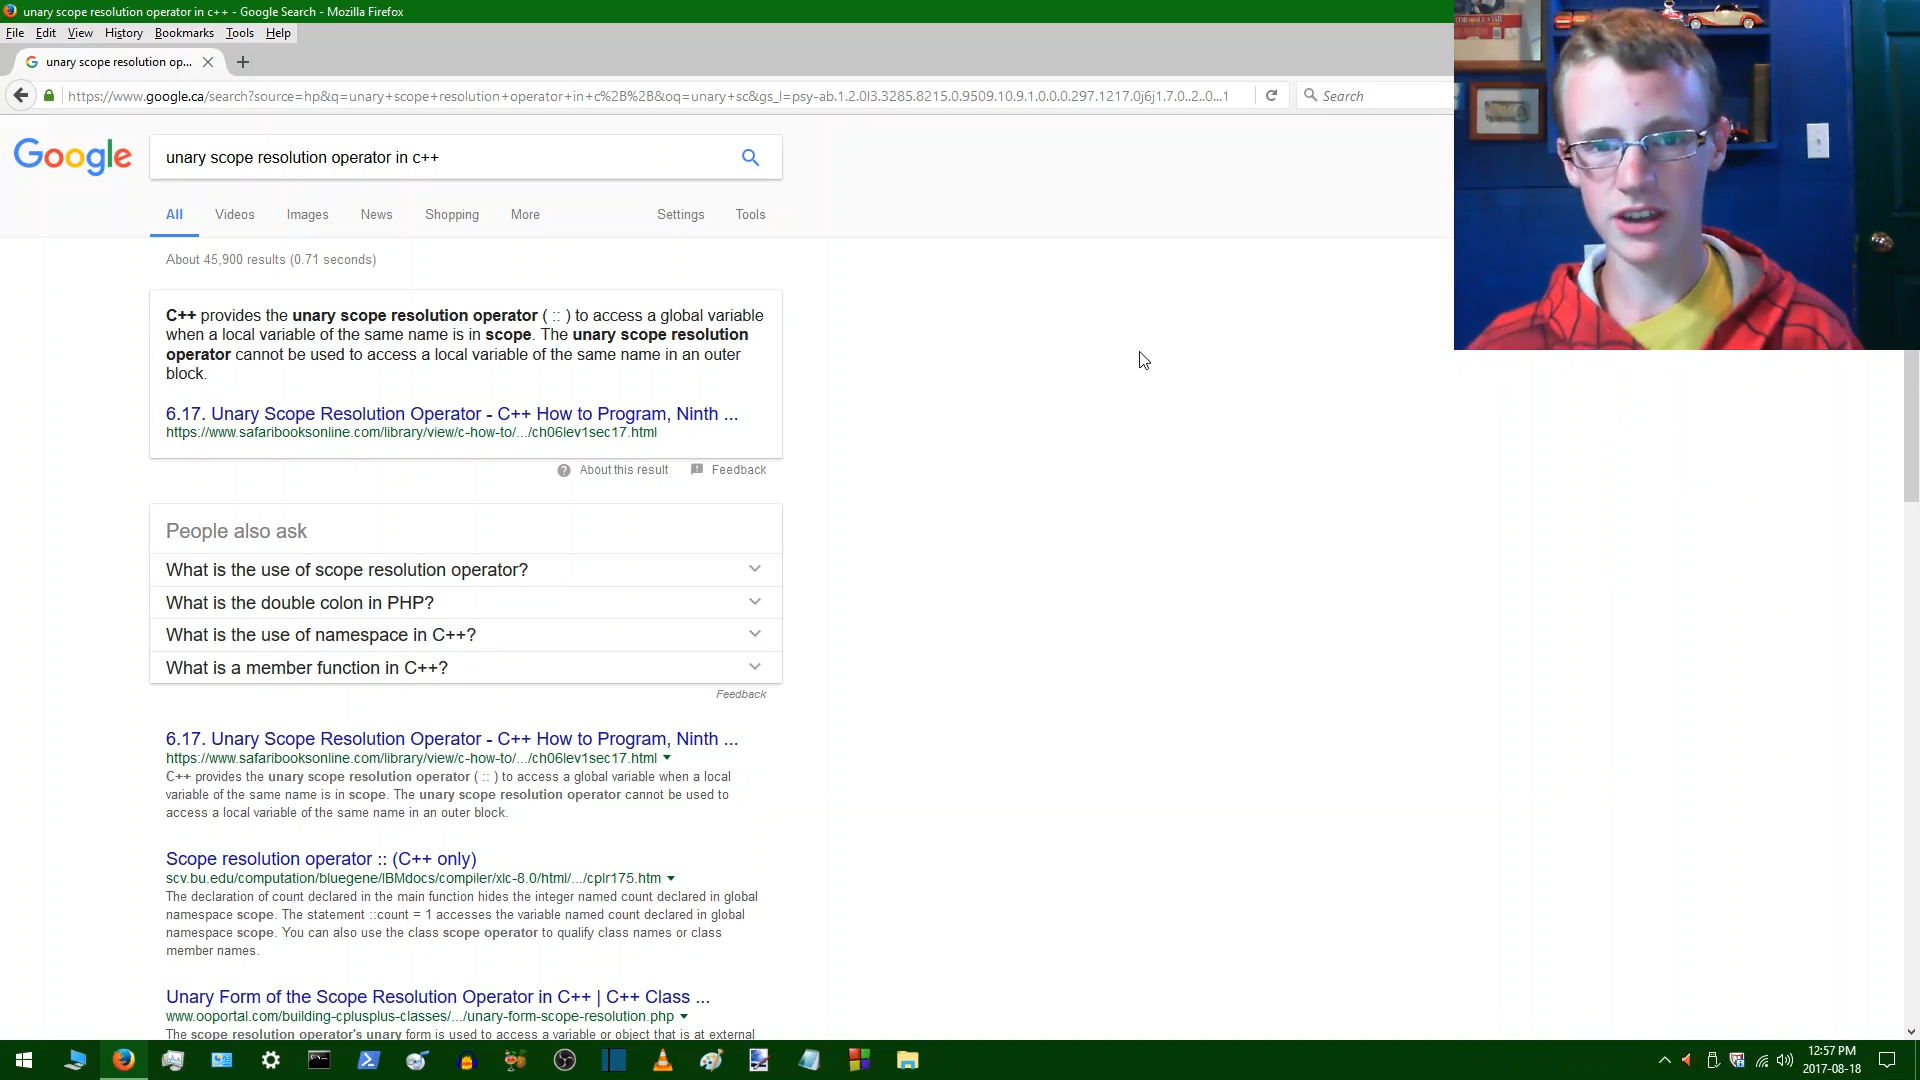 unary scope resolution operator in c++ - Google Search - Mozilla Firefox
File Edit View History Bookmarks Tools Help
unary scope resolution op...
https://www.google.ca/search?source=hp&q=unary+scope+resolution+operator+in+c%2B%2B&oq=unary+sc&gs_l=psy-ab.1.2.0l3.3285.8215.0.9509.10.9.1.0.0.0.297.1217.0j6j1.7.0..2..0...1
Search
Google
unary scope resolution operator in c++
All Videos Images News Shopping More Settings Tools
About 45,900 results (0.71 seconds)
C++ provides the unary scope resolution operator ( :: ) to access a global variable
when a local variable of the same name is in scope. The unary scope resolution
operator cannot be used to access a local variable of the same name in an outer
block.
6.17. Unary Scope Resolution Operator - C++ How to Program, Ninth ...
https://www.safaribooksonline.com/library/view/c-how-to/.../ch06lev1sec17.html
About this result Feedback
People also ask
What is the use of scope resolution operator?
What is the double colon in PHP?
What is the use of namespace in C++?
What is a member function in C++?
Feedback
6.17. Unary Scope Resolution Operator - C++ How to Program, Ninth ...
https://www.safaribooksonline.com/library/view/c-how-to/.../ch06lev1sec17.html
C++ provides the unary scope resolution operator ( :: ) to access a global variable when a local
variable of the same name is in scope. The unary scope resolution operator cannot be used to
access a local variable of the same name in an outer block.
Scope resolution operator :: (C++ only)
scv.bu.edu/computation/bluegene/IBMdocs/compiler/xlc-8.0/html/.../cplr175.htm
The declaration of count declared in the main function hides the integer named count declared in global
namespace scope. The statement ::count = 1 accesses the variable named count declared in global
namespace scope. You can also use the class scope operator to qualify class names or class
member names.
Unary Form of the Scope Resolution Operator in C++ | C++ Class ...
www.ooportal.com/building-cplusplus-classes/.../unary-form-scope-resolution.php
The scope resolution operator's unary form is used to access a variable or object that is at external
12:57 PM
2017-08-18